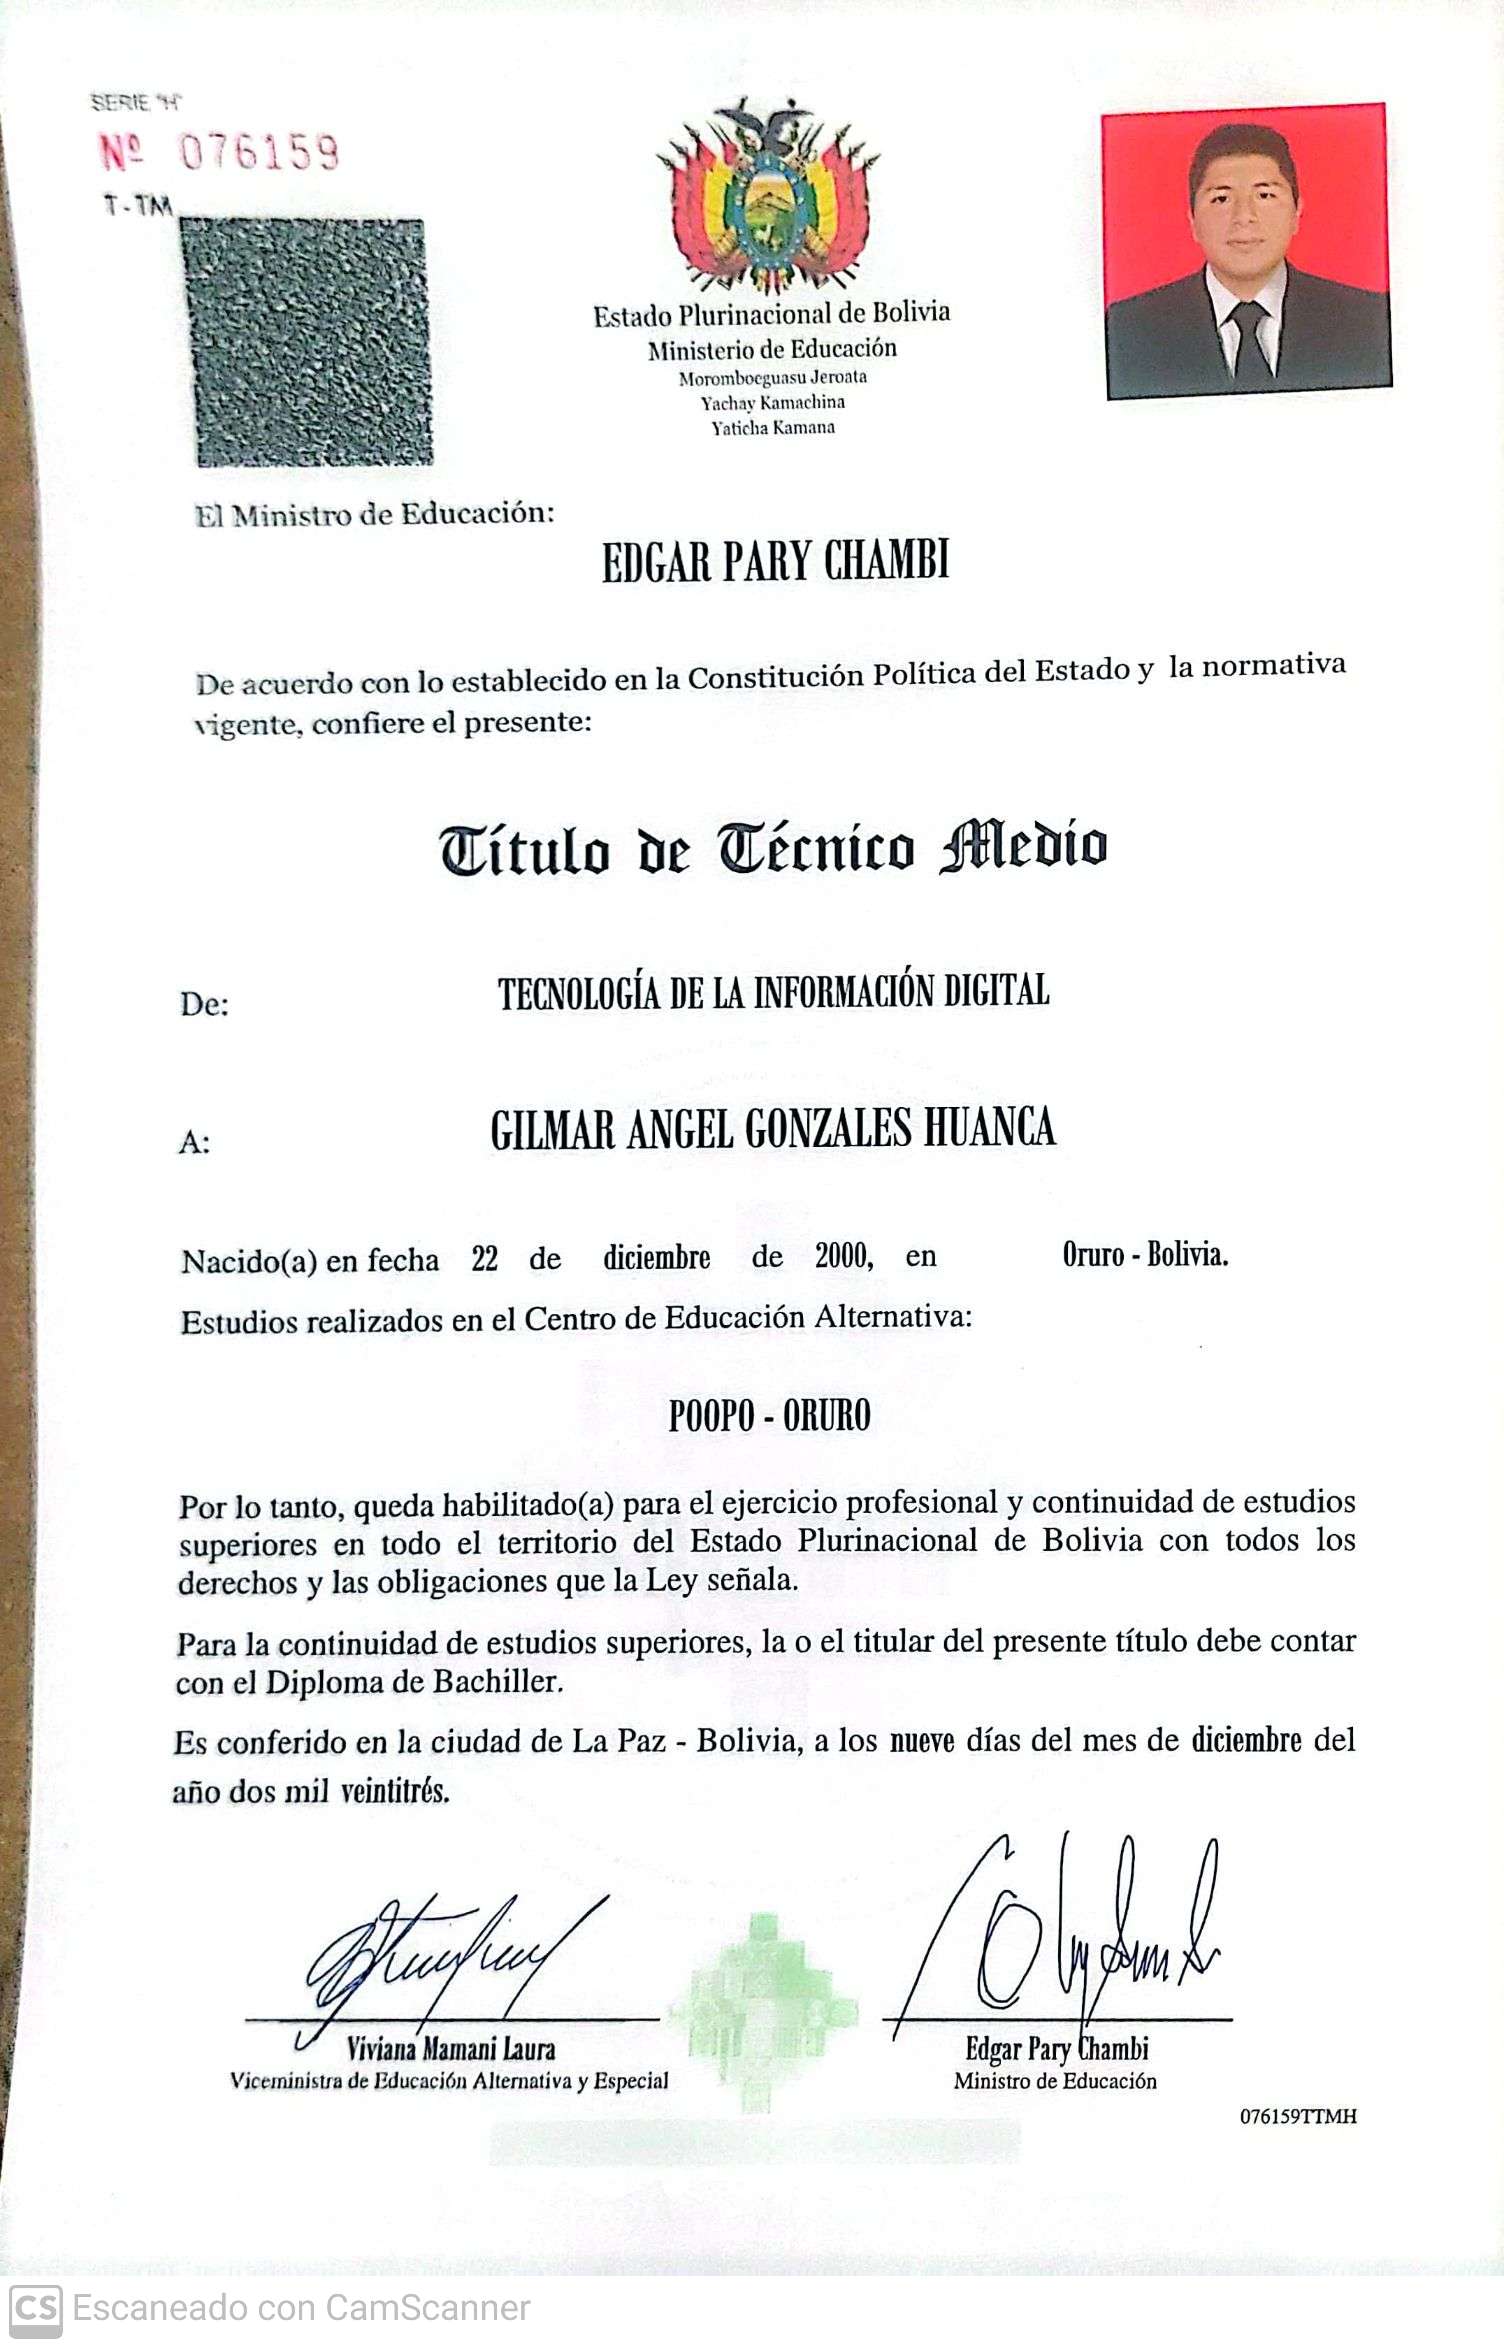 SERIE "H"
Nº 076159
T-TM
Estado Plurinacional de Bolivia
Ministerio de Educación
Moromboeguasu Jeroata
Yachay Kamachina
Yaticha Kamana
El Ministro de Educación:
EDGAR PARY CHAMBI
De acuerdo con lo establecido en la Constitución Política del Estado y la normativa
vigente, confiere el presente:
Título de Técnico Medio
De: TECNOLOGÍA DE LA INFORMACIÓN DIGITAL
A: GILMAR ANGEL GONZALES HUANCA
Nacido(a) en fecha 22 de diciembre de 2000, en Oruro - Bolivia.
Estudios realizados en el Centro de Educación Alternativa:
POOPO - ORURO
Por lo tanto, queda habilitado(a) para el ejercicio profesional y continuidad de estudios
superiores en todo el territorio del Estado Plurinacional de Bolivia con todos los
derechos y las obligaciones que la Ley señala.
Para la continuidad de estudios superiores, la o el titular del presente título debe contar
con el Diploma de Bachiller.
Es conferido en la ciudad de La Paz - Bolivia, a los nueve días del mes de diciembre del
año dos mil veintitrés.
Viviana Mamani Laura
Viceministra de Educación Alternativa y Especial
Edgar Pary Chambi
Ministro de Educación
076159TTMH
CS Escaneado con CamScanner